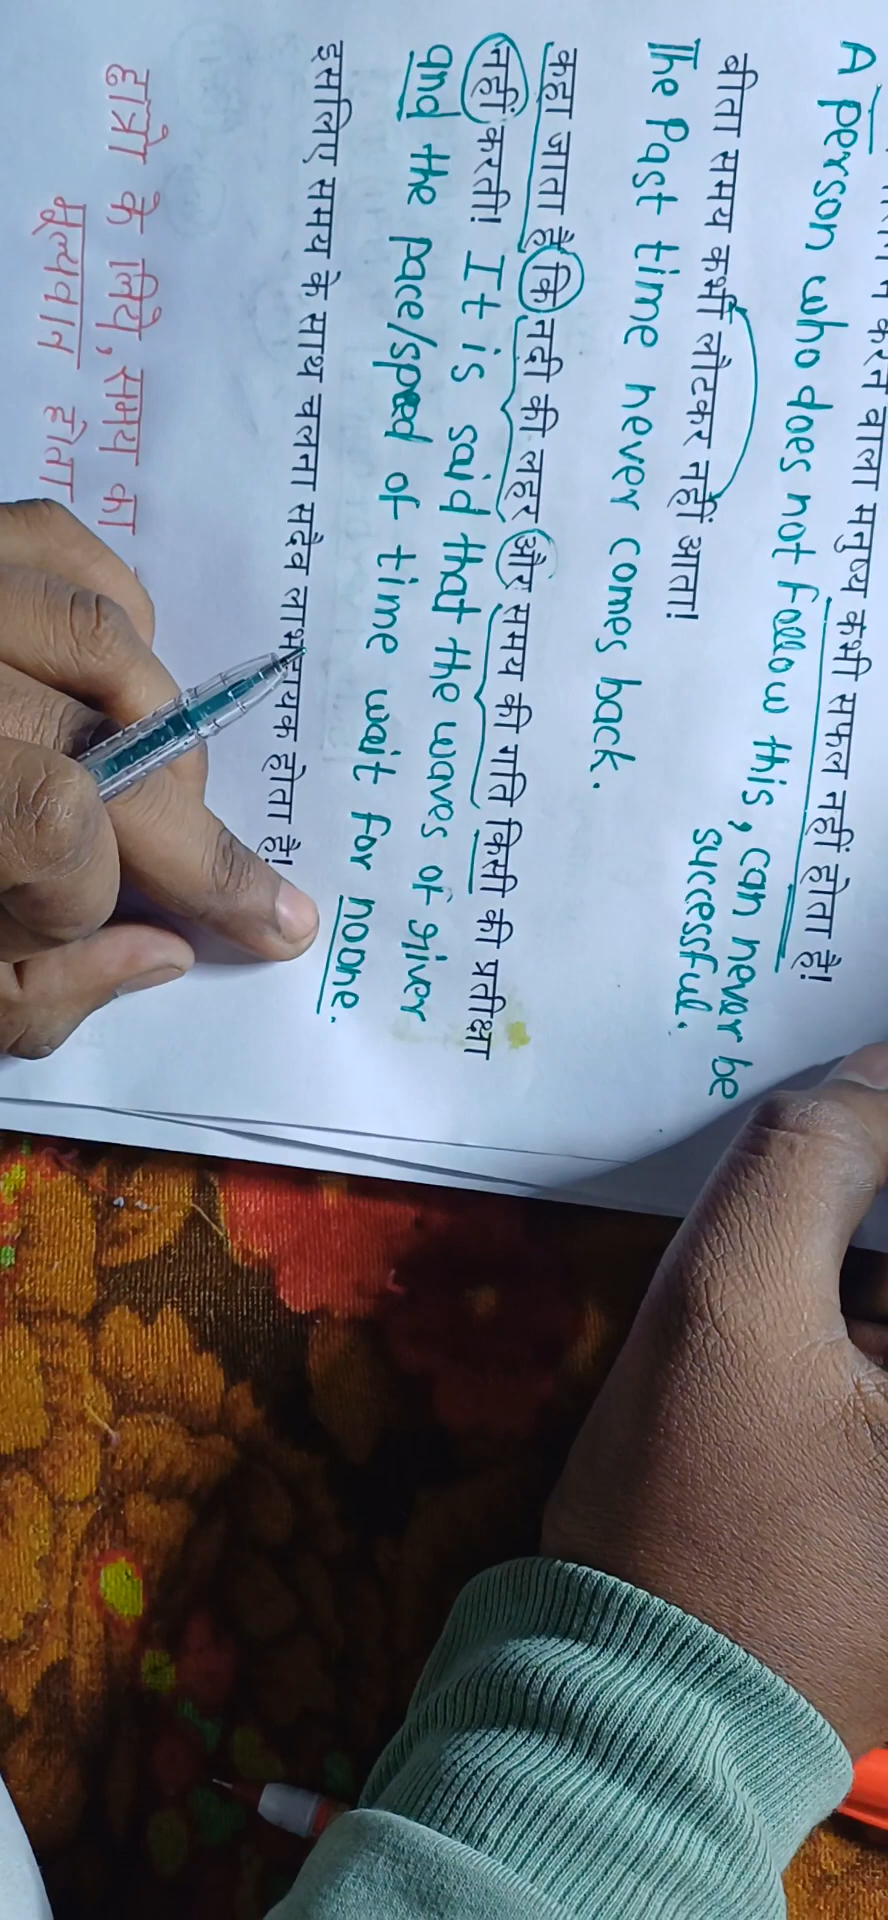 न करने वाला मनुष्य कभी सफल नहीं होता है!
A person who does not follow this, can never be
successful.
बीता समय कभी लौटकर नहीं आता!
The Past time never comes back.
कहा जाता है कि नदी की लहर और समय की गति किसी की प्रतीक्षा
नहीं करती! It is said that the waves of river
and the pace/speed of time wait for noone.
इसलिए समय के साथ चलना सदैव लाभदायक होता है!
छात्रो के लिये, समय का
मूल्यवान होता